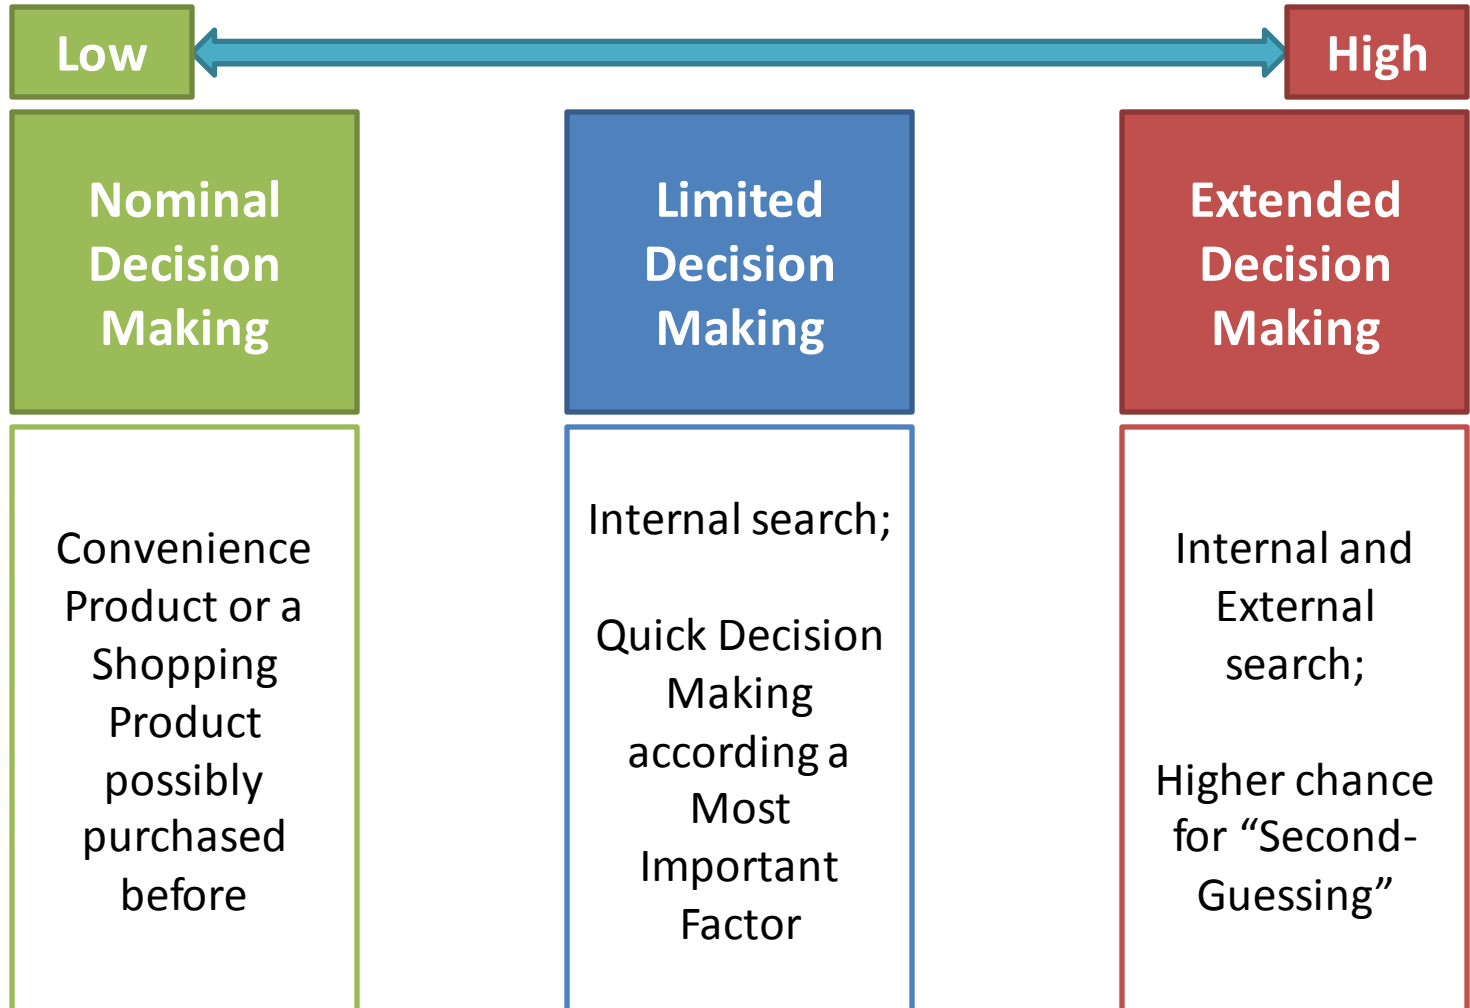 Low
High
Nominal
Decision
Making
Limited
Decision
Making
Extended
Decision
Making
Convenience
Product or a
Shopping
Product
possibly
purchased
before
Internal search;
Quick Decision
Making
according a
Most
Important
Factor
Internal and
External
search;
Higher chance
for “Second-
Guessing”